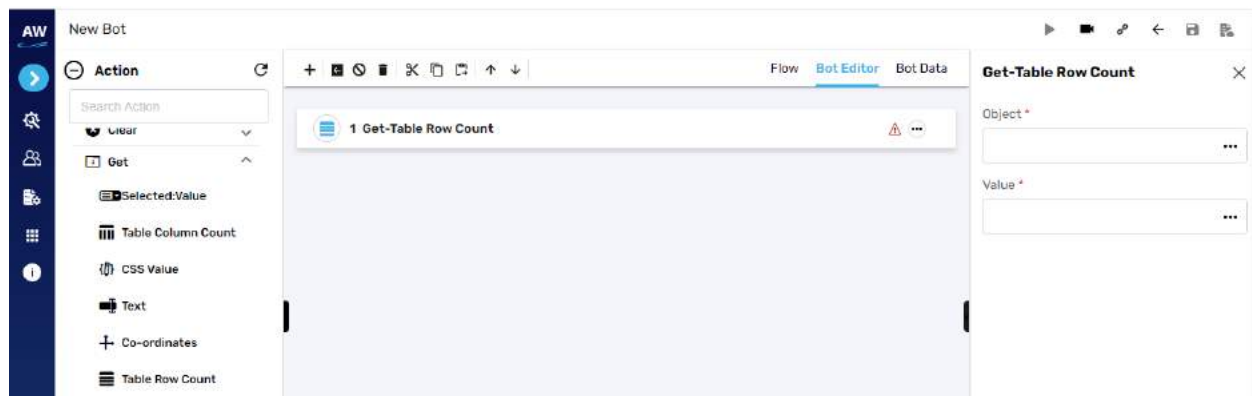 AW
New Bot
Action
Search Action
Clear
Get
Selected:Value
Table Column Count
CSS Value
Text
Co-ordinates
Table Row Count
Flow
Bot Editor
Bot Data
1 Get-Table Row Count
Get-Table Row Count
Object *
Value *